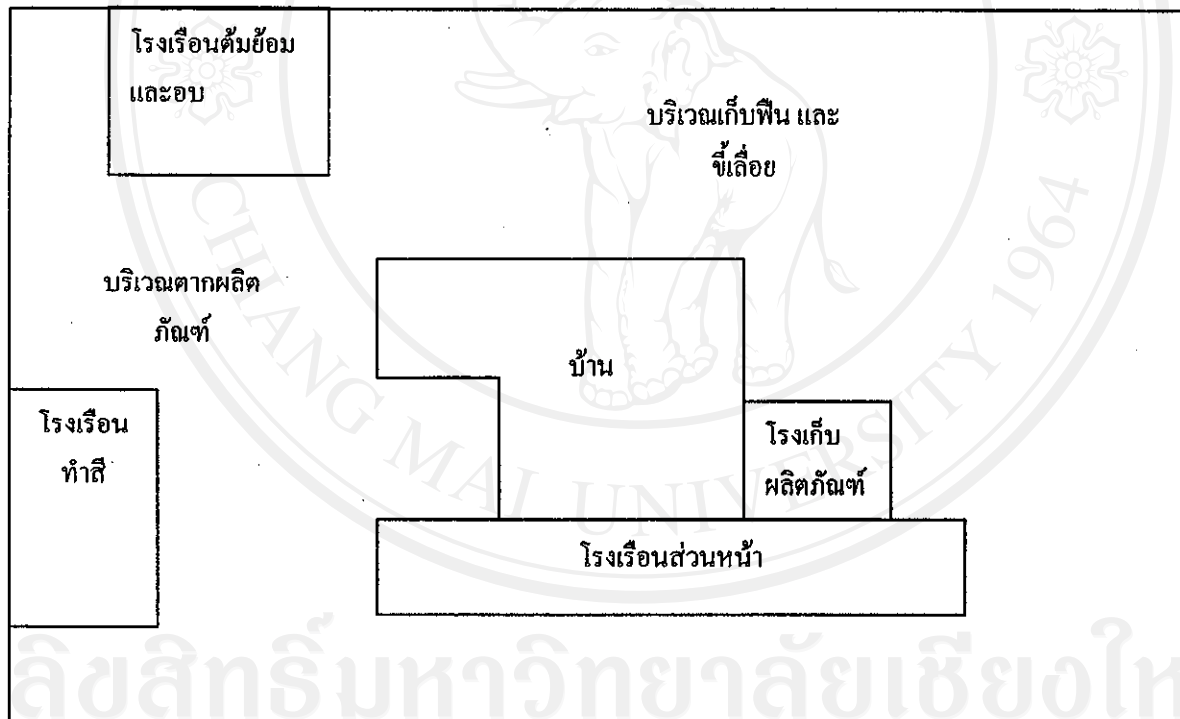 โรงเรือนต้มย้อม
และอบ
บริเวณเก็บฟืน และ
ขี้เลื่อย
บริเวณตากผลิต
ภัณฑ์
บ้าน
โรงเรือน
ทำสี
โรงเก็บ
ผลิตภัณฑ์
โรงเรือนส่วนหน้า
CHIANG MAI UNIVERSITY 1964
ลิขสิทธิ์มหาวิทยาลัยเชียงให